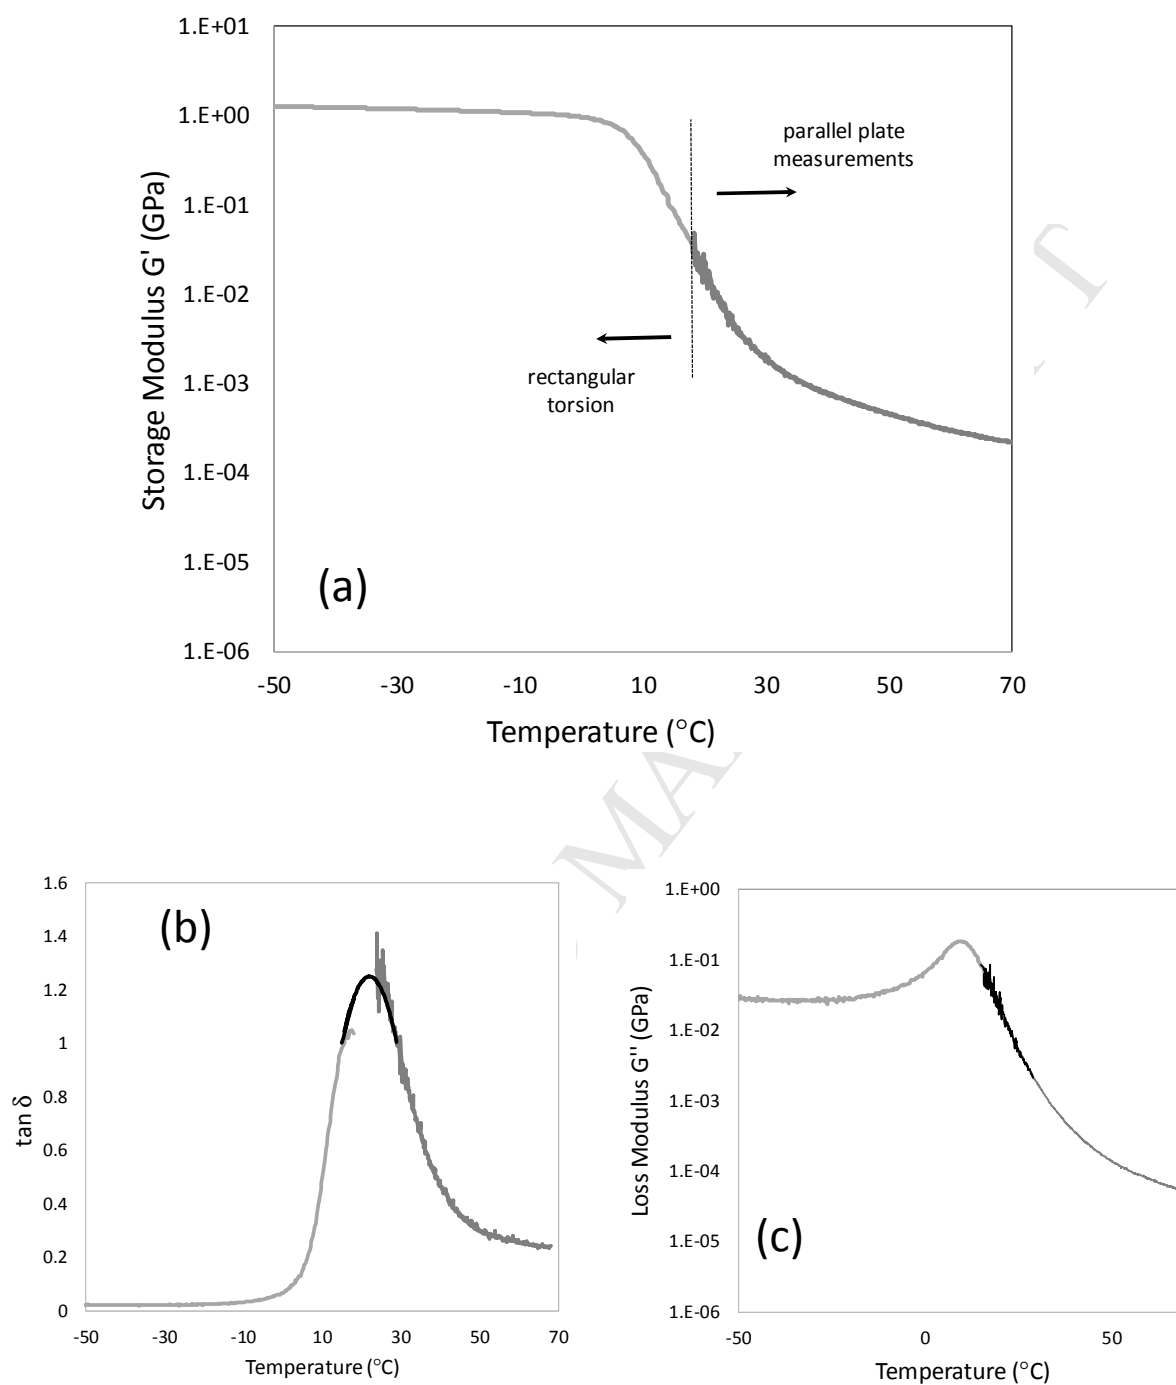 1.E+01
1.E+00
1.E-01
1.E-02
1.E-03
1.E-04
1.E-05
1.E-06
Storage Modulus G' (GPa)
parallel plate
measurements
rectangular
torsion
(a)
-50 -30 -10 10 30 50 70
Temperature (°C)
MA
T
1.6
1.4
1.2
1
0.8
0.6
0.4
0.2
0
tan δ
(b)
-50 -30 -10 10 30 50 70
Temperature (°C)
1.E+00
1.E-01
1.E-02
1.E-03
1.E-04
1.E-05
1.E-06
Loss Modulus G'' (GPa)
(c)
-50 0 50
Temperature (°C)